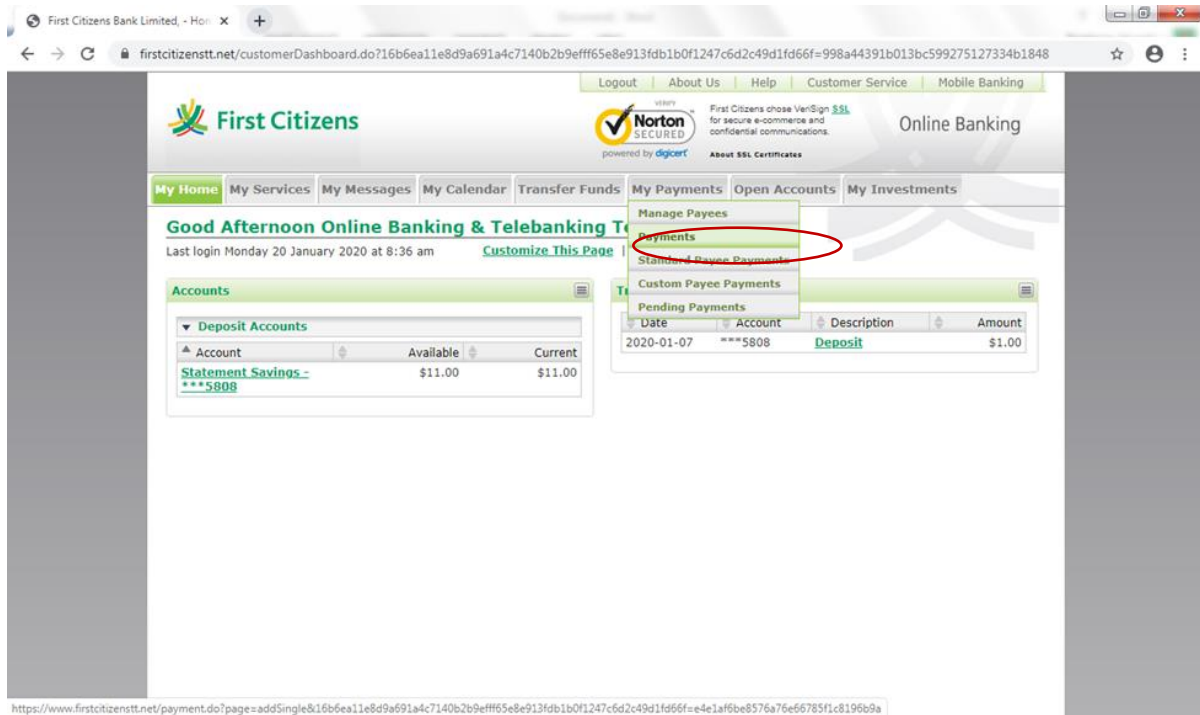 First Citizens Bank Limited, - Hon
firstcitizenstt.net/customerDashboard.do?16b6ea11e8d9a691a4c7140b2b9efff65e8e913fdb1b0f1247c6d2c49d1fd66f=998a44391b013bc599275127334b1848
Logout | About Us | Help | Customer Service | Mobile Banking
First Citizens
VERIFY
Norton
SECURED
powered by digicert
First Citizens chose VeriSign SSL
for secure e-commerce and
confidential communications.
About SSL Certificates
Online Banking
My Home My Services My Messages My Calendar Transfer Funds My Payments Open Accounts My Investments
Manage Payees
Payments
Standard Payee Payments
Custom Payee Payments
Pending Payments
Good Afternoon Online Banking & Telebanking
Last login Monday 20 January 2020 at 8:36 am Customize This Page |
Accounts
Deposit Accounts
Account Available Current
Statement Savings - $11.00 $11.00
***5808
Date Account Description Amount
2020-01-07 ***5808 Deposit $1.00
https://www.firstcitizenstt.net/payment.do?page=addSingle&16b6ea11e8d9a691a4c7140b2b9efff65e8e913fdb1b0f1247c6d2c49d1fd66f=e4e1af6be8576a76e66785f1c8196b9a